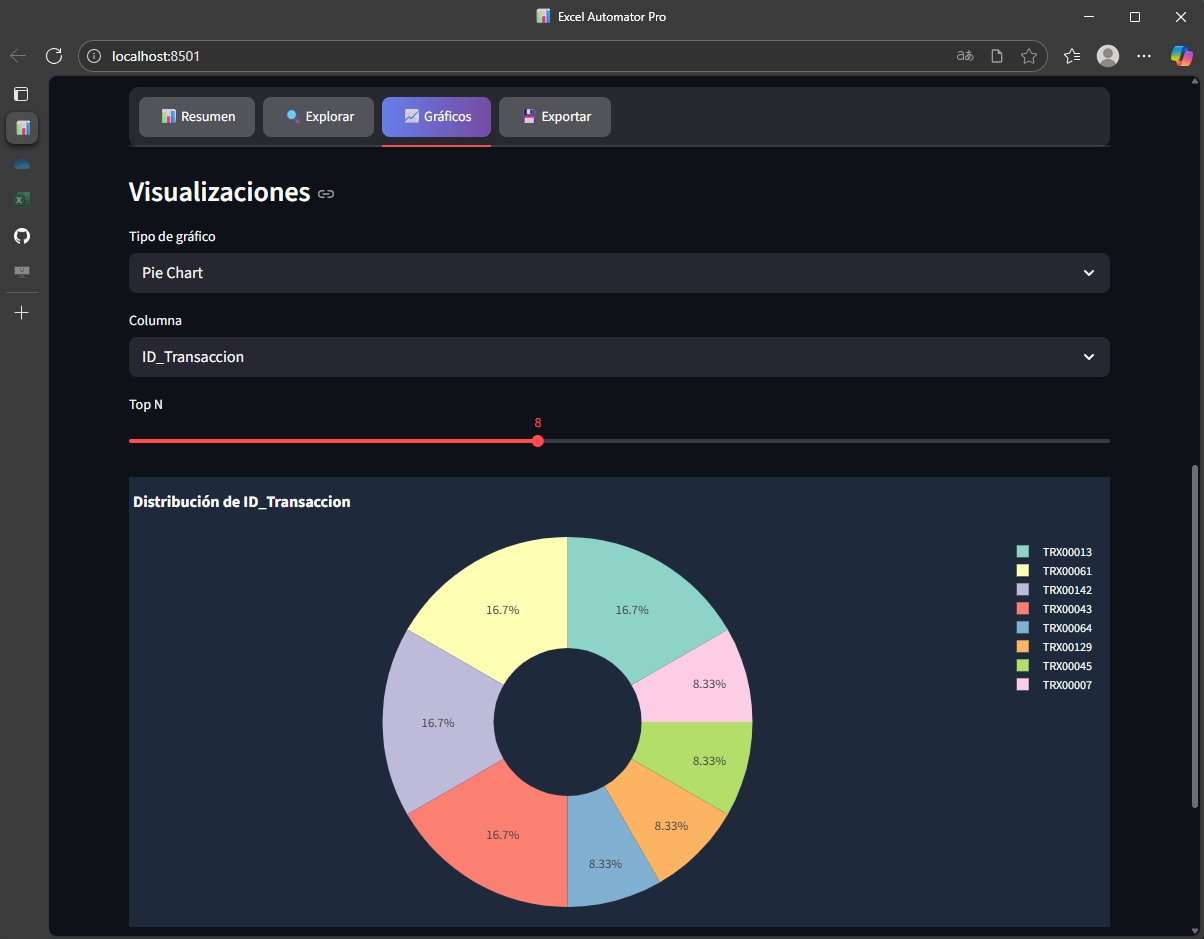 Excel Automator Pro
localhost:8501
Resumen
Explorar
Gráficos
Exportar
Visualizaciones
Tipo de gráfico
Pie Chart
Columna
ID_Transaccion
Top N
8
Distribución de ID_Transaccion
TRX00013
TRX00061
TRX00142
TRX00043
TRX00064
TRX00129
TRX00045
TRX00007
16.7%
16.7%
8.33%
16.7%
8.33%
16.7%
8.33%
8.33%